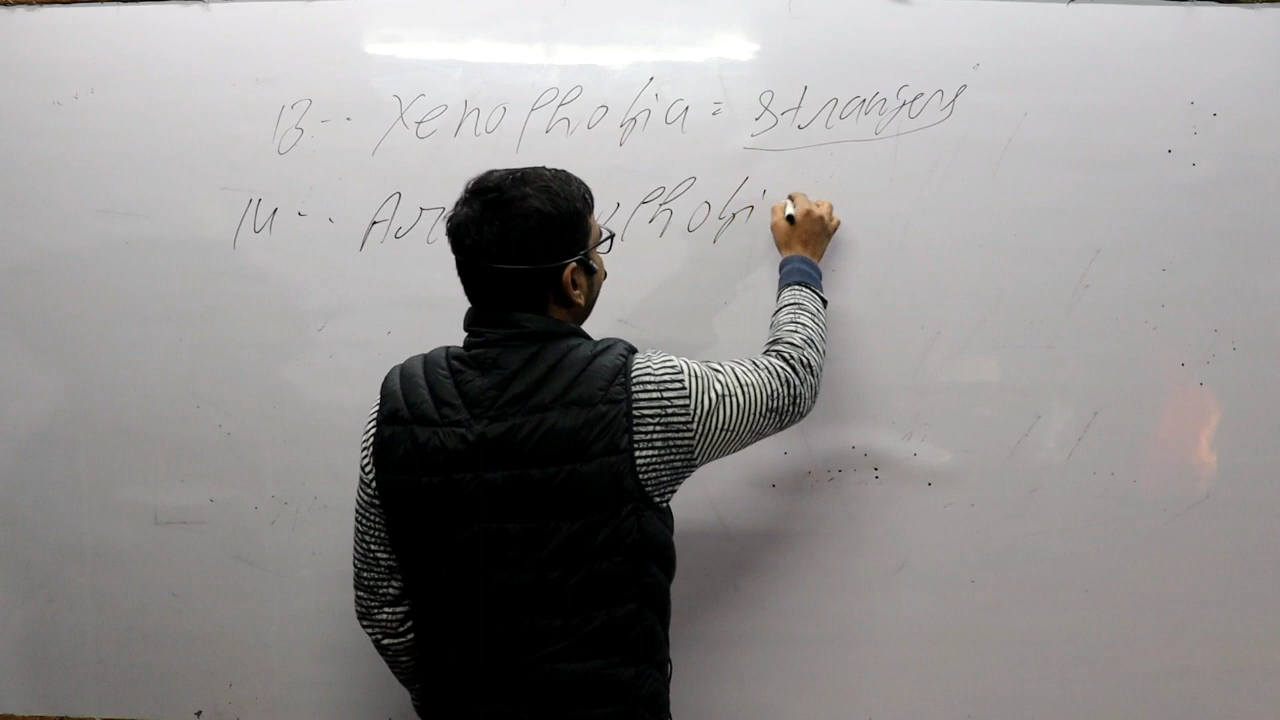 13-- Xenophobia = Strangers
14--